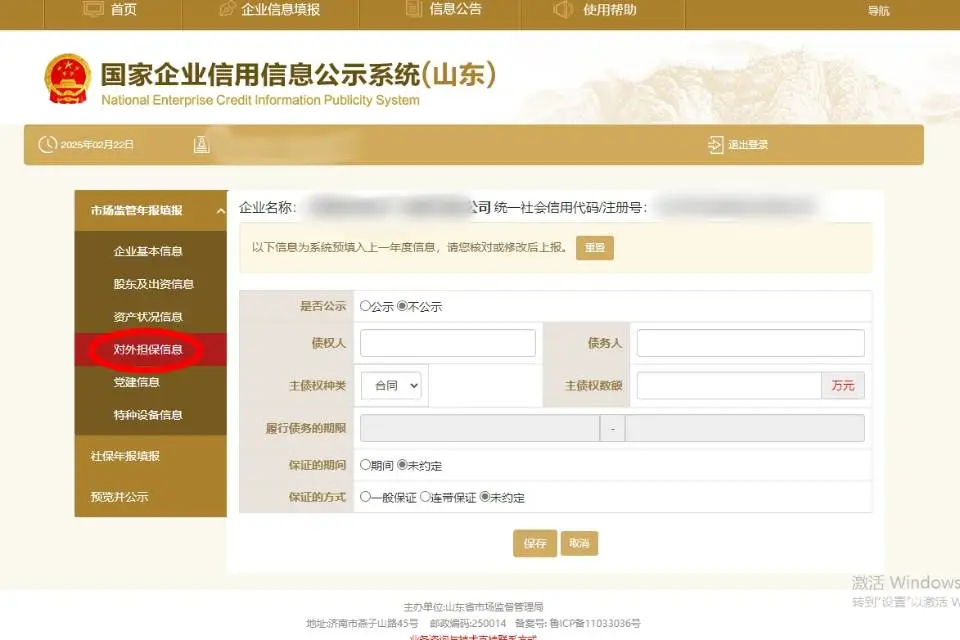 首页 企业信息填报 信息公告 使用帮助 导航
国家企业信用信息公示系统(山东)
National Enterprise Credit Information Publicity System
2025年02月22日 退出登录
市场监管年报填报
企业基本信息
股东及出资信息
资产状况信息
对外担保信息
党建信息
特种设备信息
社保年报填报
预览并公示
企业名称: 公司 统一社会信用代码/注册号:
以下信息为系统预填入上一年度信息,请您核对或修改后上报。 重置
是否公示 公示 不公示
债权人 债务人
主债权种类 合同 主债权数额 万元
履行债务的期限 -
保证的期间 期间 未约定
保证的方式 一般保证 连带保证 未约定
保存 取消
激活 Windows
转到"设置"以激活 W
主办单位:山东省市场监督管理局
地址:济南市燕子山路45号 邮政编码:250014 备案号: 鲁ICP备11033036号
业务咨询与技术支持联系方式